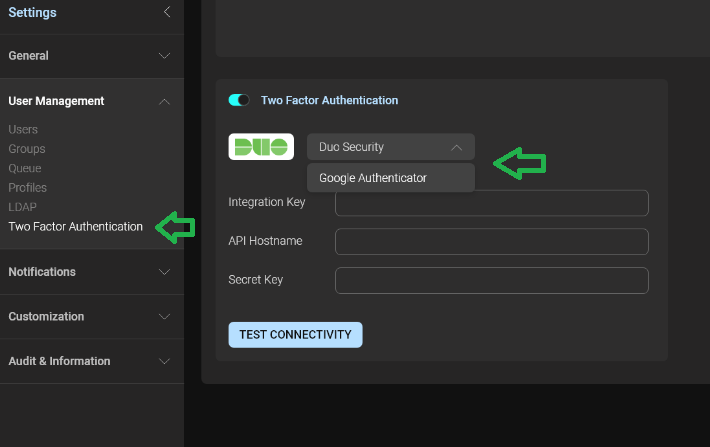 Settings
General
User Management
Users
Groups
Queue
Profiles
LDAP
Two Factor Authentication
Notifications
Customization
Audit & Information
Two Factor Authentication
DUO
Duo Security
Google Authenticator
Integration Key
API Hostname
Secret Key
TEST CONNECTIVITY